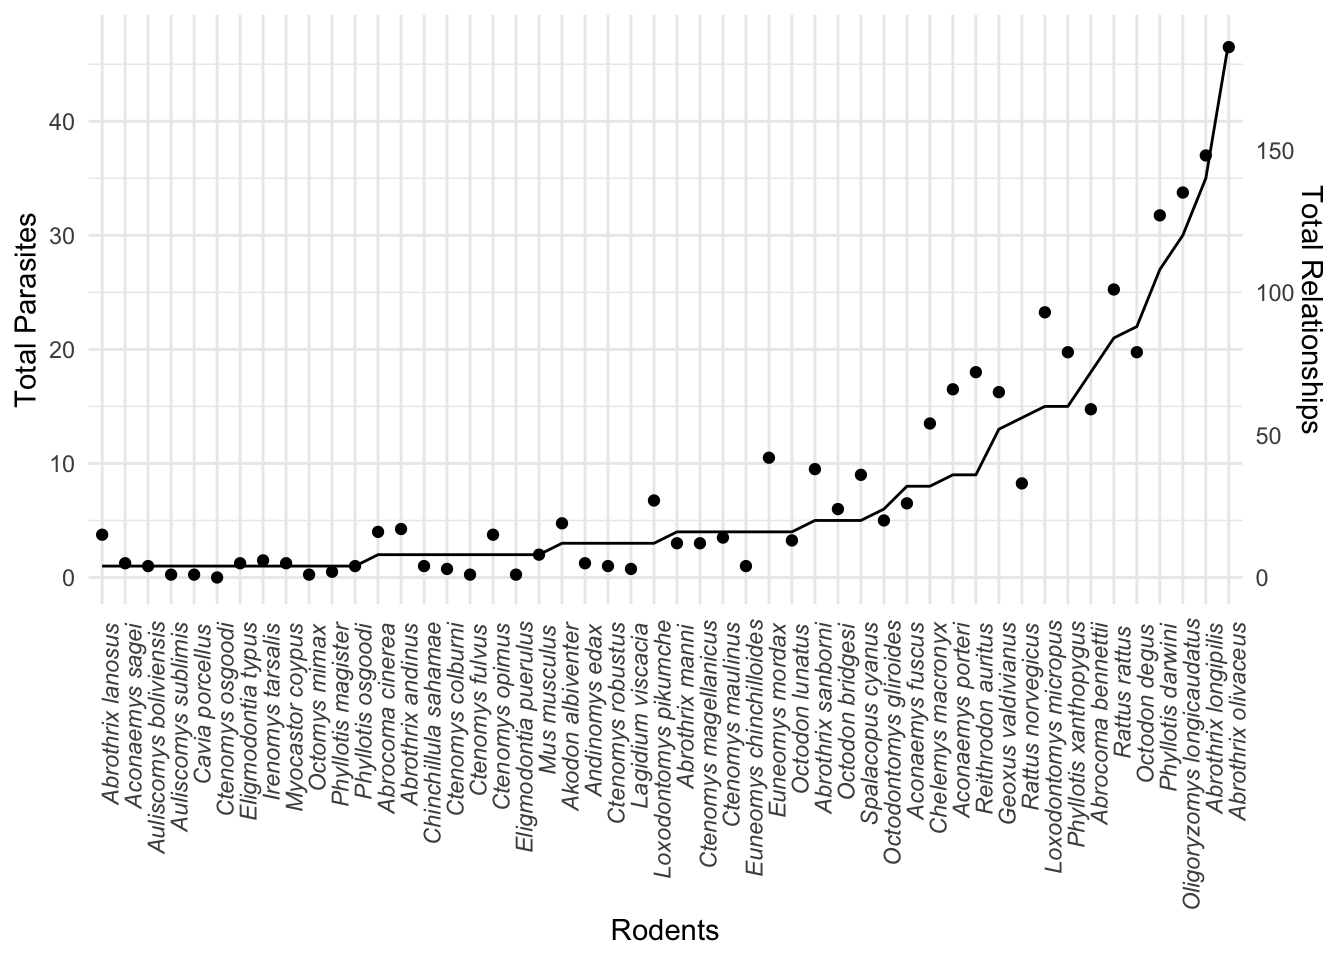 Total Parasites
40
30
20
10
0
150
100
50
0
Total Relationships
Abrothrix lanosus
Aconaemys sagei
Auliscomys boliviensis
Auliscomys sublimis
Cavia porcellus
Ctenomys osgoodi
Eligmodontia typus
Irenomys tarsalis
Myocastor coypus
Octomys mimax
Phyllotis magister
Phyllotis osgoodi
Abrocoma cinerea
Abrothrix andinus
Chinchillula sahamae
Ctenomys colburni
Ctenomys fulvus
Ctenomys opimus
Eligmodontia puerulus
Mus musculus
Akodon albiventer
Andinomys edax
Ctenomys robustus
Lagidium viscacia
Loxodontomys pikumche
Abrothrix manni
Ctenomys magellanicus
Ctenomys maulinus
Euneomys chinchilloides
Euneomys mordax
Octodon lunatus
Abrothrix sanborni
Octodon bridgesi
Spalacopus cyanus
Octodontomys gliroides
Aconaemys fuscus
Chelemys macronyx
Aconaemys porteri
Reithrodon auritus
Geoxus valdivianus
Rattus norvegicus
Loxodontomys micropus
Phyllotis xanthopygus
Abrocoma bennettii
Rattus rattus
Octodon degus
Phyllotis darwini
Oligoryzomys longicaudatus
Abrothrix longipilis
Abrothrix olivaceus
Rodents